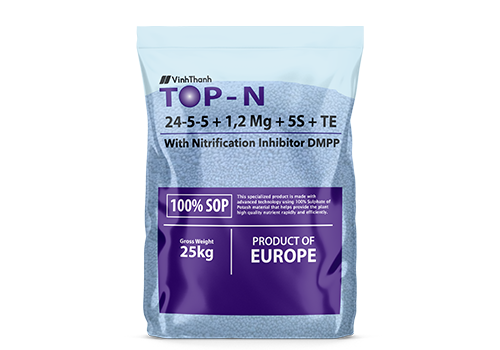 VinhThanh
TOP-N
24-5-5 + 1,2 Mg + 5S + TE
With Nitrification Inhibitor DMPP
100% SOP
This specialized product is made with
advanced technology using 100% Sulphate of
Potash material that helps provide the plant
high quality nutrient rapidly and efficiently.
Gross Weight
25kg
PRODUCT OF
EUROPE